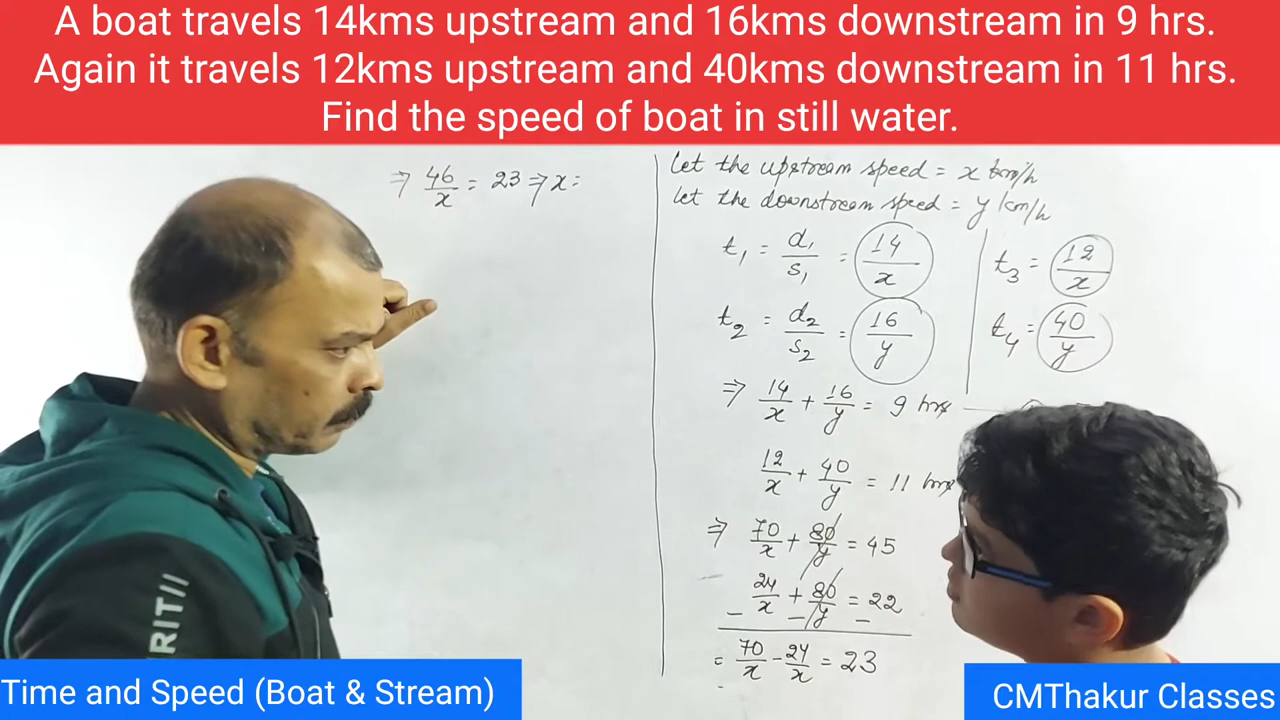 A boat travels 14kms upstream and 16kms downstream in 9 hrs.
Again it travels 12kms upstream and 40kms downstream in 11 hrs.
Find the speed of boat in still water.
⇒ 46/x = 23 ⇒ x =
let the upstream speed = x km/h
let the downstream speed = y km/h
t₁ = d₁/s₁ = 14/x
t₂ = d₂/s₂ = 16/y
t₃ = 12/x
t₄ = 40/y
⇒ 14/x + 16/y = 9 hrs
12/x + 40/y = 11 hrs
⇒ 70/x + 80/y = 45
24/x + 80/y = 22
− − −
= 70/x − 24/x = 23
RIT//
Time and Speed (Boat & Stream)
CMThakur Classes